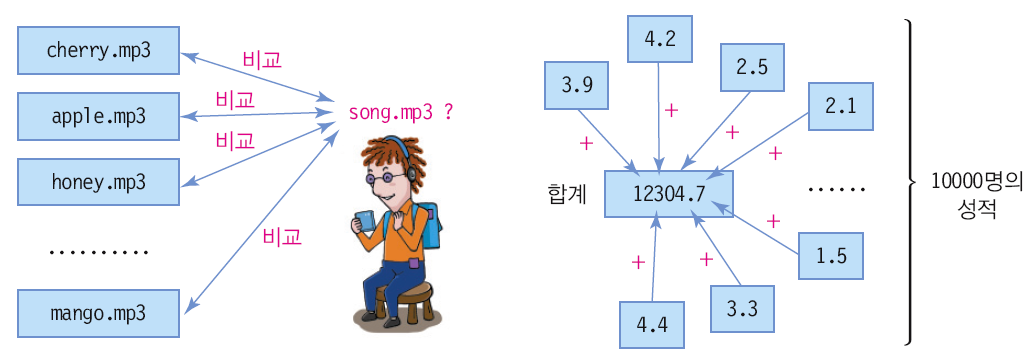 cherry.mp3
비교
apple.mp3
비교
song.mp3 ?
비교
honey.mp3
비교
..........
mango.mp3
4.2
3.9
2.5
2.1
+
+
+
+
합계
12304.7
......
10000명의
성적
+
+
+
1.5
4.4
3.3